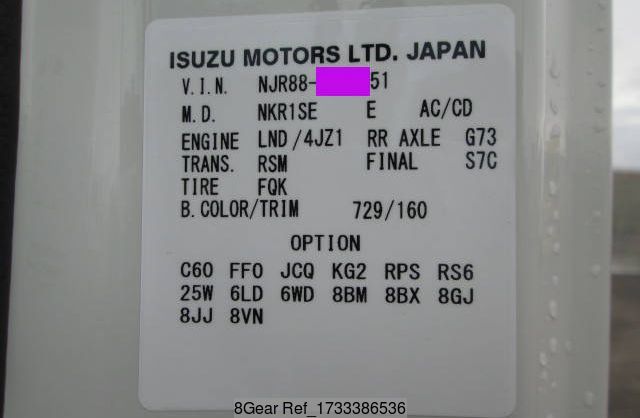 ISUZU MOTORS LTD. JAPAN
V.I.N. NJR88- 51
M.D. NKR1SE E AC/CD
ENGINE LND/4JZ1 RR AXLE G73
TRANS. RSM FINAL S7C
TIRE FQK
B.COLOR/TRIM 729/160
OPTION
C60 FF0 JCQ KG2 RPS RS6
25W 6LD 6WD 8BM 8BX 8GJ
8JJ 8VN
8Gear Ref_1733386536